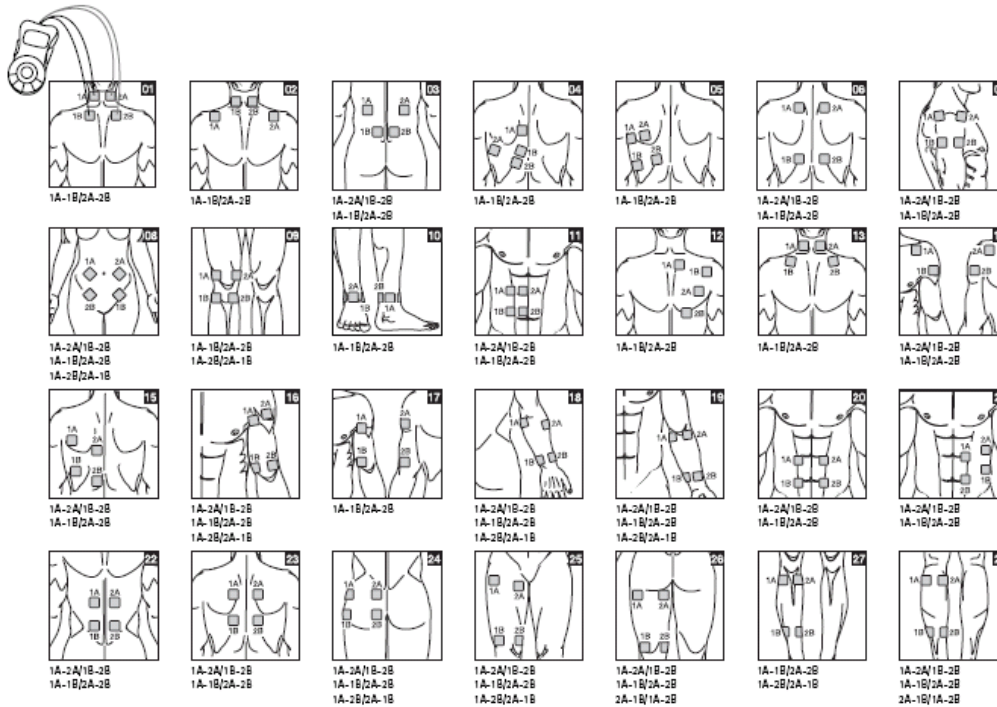 01
1A 2A
1B 2B
1A-1B/2A-2B
02
1B 2B
1A 2A
1A-1B/2A-2B
03
1A 2A
1B 2B
1A-2A/1B-2B
1A-1B/2A-2B
04
1A
2A 1B
2B
1A-1B/2A-2B
05
1A 2A
1B 2B
1A-1B/2A-2B
06
1A 2A
1B 2B
1A-2A/1B-2B
1A-1B/2A-2B
1A 2A
1B 2B
1A-2A/1B-2B
1A-1B/2A-2B
08
1A 2A
2B 1B
1A-2A/1B-2B
1A-1B/2A-2B
1A-2B/2A-1B
09
1A 2A
1B 2B
1A-1B/2A-2B
1A-2B/2A-1B
10
2A 2B
1B 1A
1A-1B/2A-2B
11
1A 2A
1B 2B
1A-2A/1B-2B
1A-1B/2A-2B
12
1A 1B
2A
2B
1A-1B/2A-2B
13
1A 2A
1B 2B
1A-1B/2A-2B
1A 2A
1B 2B
1A-2A/1B-2B
1A-1B/2A-2B
15
1A 2A
1B 2B
1A-2A/1B-2B
1A-1B/2A-2B
16
1A 2A
1B 2B
1A-2A/1B-2B
1A-1B/2A-2B
1A-2B/2A-1B
17
1A 2A
1B 2B
1A-1B/2A-2B
18
1A 2A
1B 2B
1A-2A/1B-2B
1A-1B/2A-2B
1A-2B/2A-1B
19
1A 2A
1B 2B
1A-2A/1B-2B
1A-1B/2A-2B
1A-2B/2A-1B
20
1A 2A
1B 2B
1A-2A/1B-2B
1A-1B/2A-2B
1A 2A
2B 1B
1A-2A/1B-2B
1A-1B/2A-2B
22
1A 2A
1B 2B
1A-2A/1B-2B
1A-1B/2A-2B
23
1A 2A
1B 2B
1A-2A/1B-2B
1A-1B/2A-2B
24
1A 2A
1B 2B
1A-2A/1B-2B
1A-1B/2A-2B
1A-2B/2A-1B
25
1A 2A
1B 2B
1A-2A/1B-2B
1A-1B/2A-2B
1A-2B/2A-1B
26
1A 2A
1B 2B
1A-2A/1B-2B
1A-1B/2A-2B
2A-1B/1A-2B
27
1A 2A
1B 2B
1A-1B/2A-2B
1A-2B/2A-1B
1A 2A
1B 2B
1A-2A/1B-2B
1A-1B/2A-2B
2A-1B/1A-2B